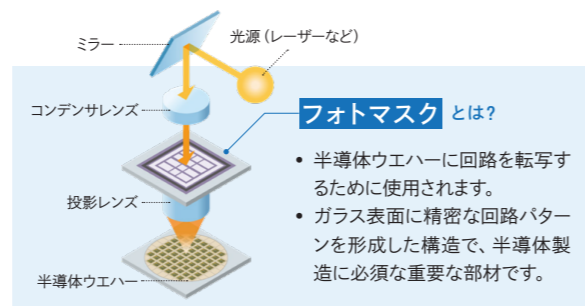 ミラー
光源（レーザーなど）
コンデンサレンズ
フォトマスク とは?
• 半導体ウエハーに回路を転写す
るために使用されます。
• ガラス表面に精密な回路パター
ンを形成した構造で、半導体製
造に必須な重要な部材です。
投影レンズ
半導体ウエハー